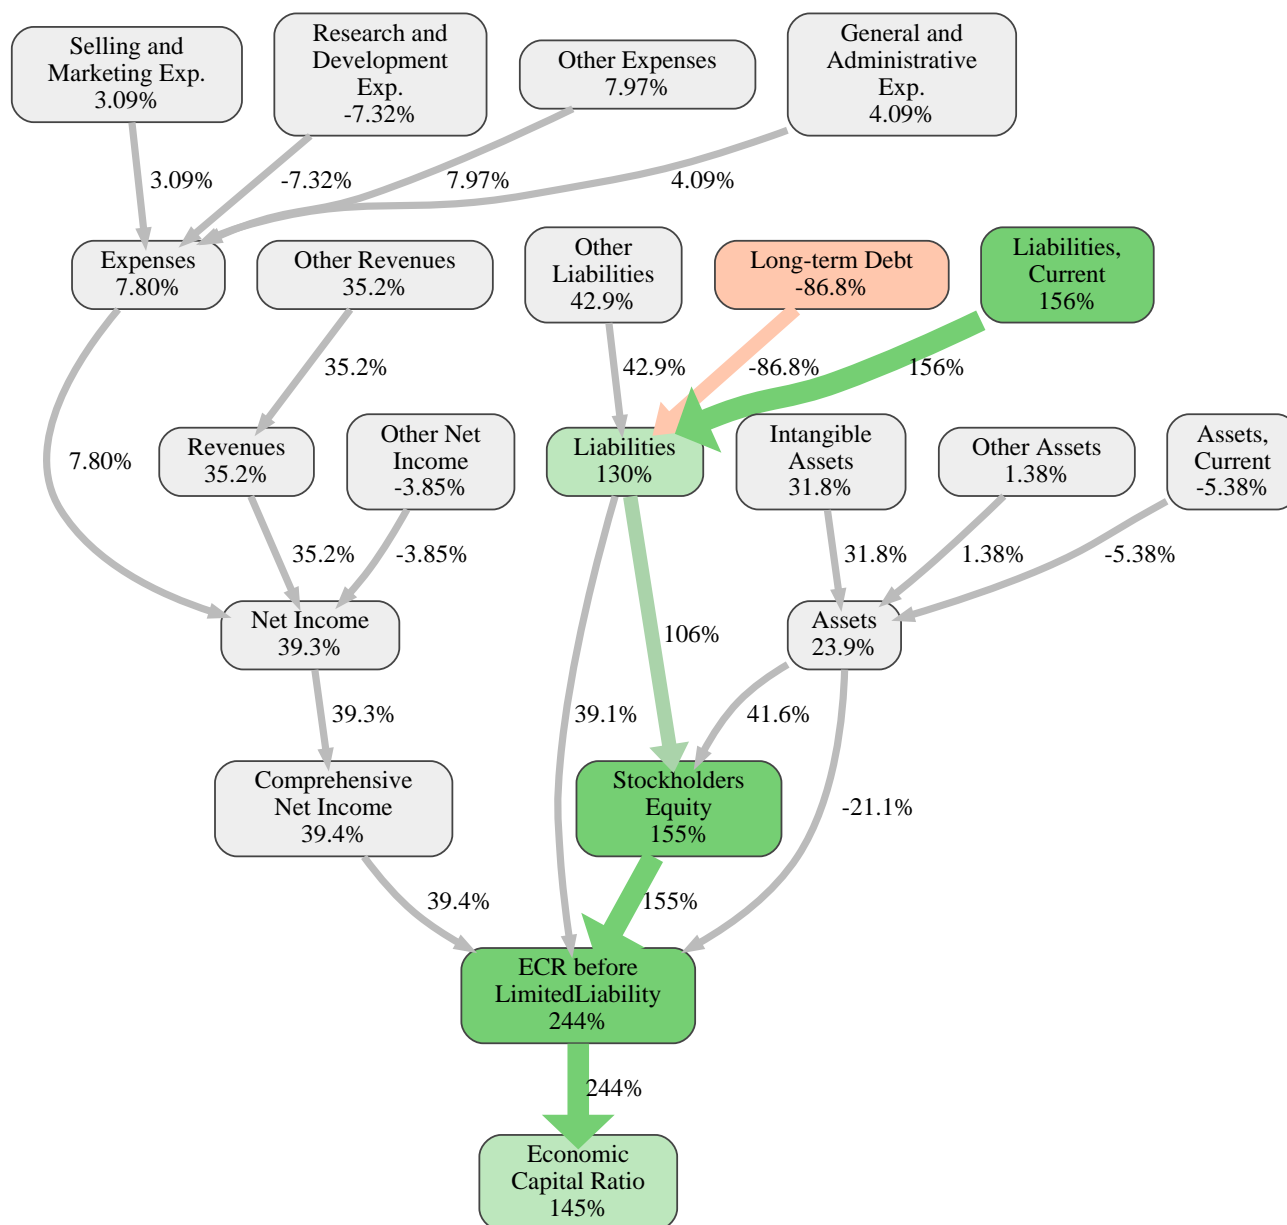 Selling and
Marketing Exp.
3.09%
Research and
Development
Exp.
-7.32%
Other Expenses
7.97%
General and
Administrative
Exp.
4.09%
3.09%
-7.32%
7.97%
4.09%
Expenses
7.80%
Other Revenues
35.2%
Other
Liabilities
42.9%
Long-term Debt
-86.8%
Liabilities,
Current
156%
35.2%
42.9%
-86.8%
156%
7.80%
Revenues
35.2%
Other Net
Income
-3.85%
Liabilities
130%
Intangible
Assets
31.8%
Other Assets
1.38%
Assets,
Current
-5.38%
35.2%
-3.85%
31.8%
1.38%
-5.38%
Net Income
39.3%
106%
Assets
23.9%
39.3%
39.1%
41.6%
-21.1%
Comprehensive
Net Income
39.4%
Stockholders
Equity
155%
39.4%
155%
ECR before
LimitedLiability
244%
244%
Economic
Capital Ratio
145%